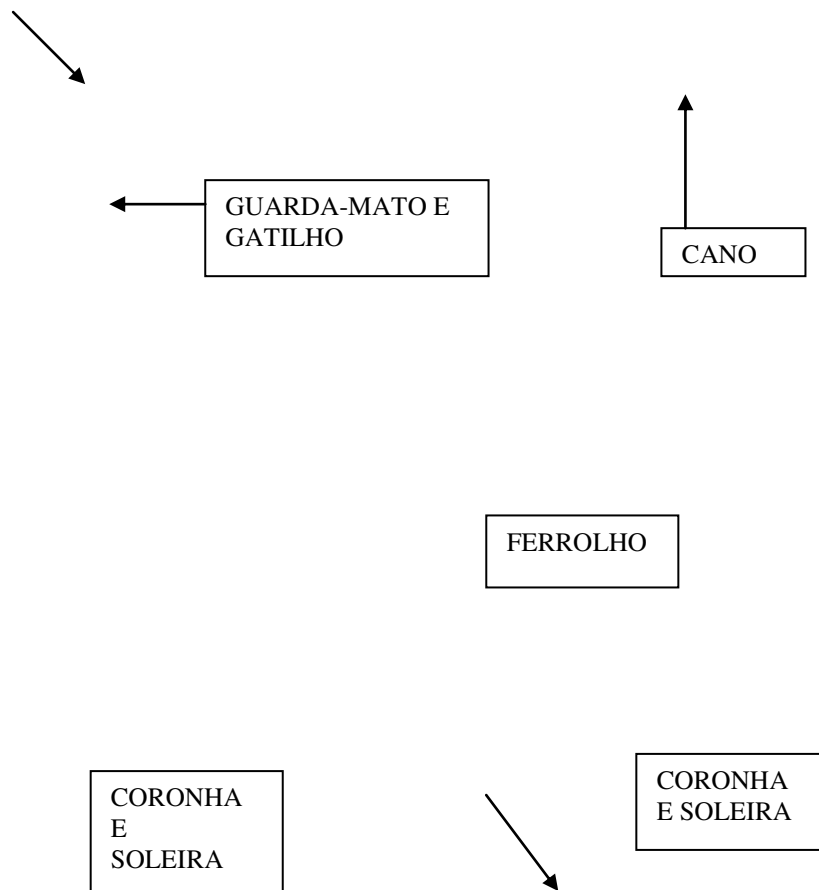 GUARDA-MATO E
GATILHO
CANO
FERROLHO
CORONHA
E
SOLEIRA
CORONHA
E SOLEIRA